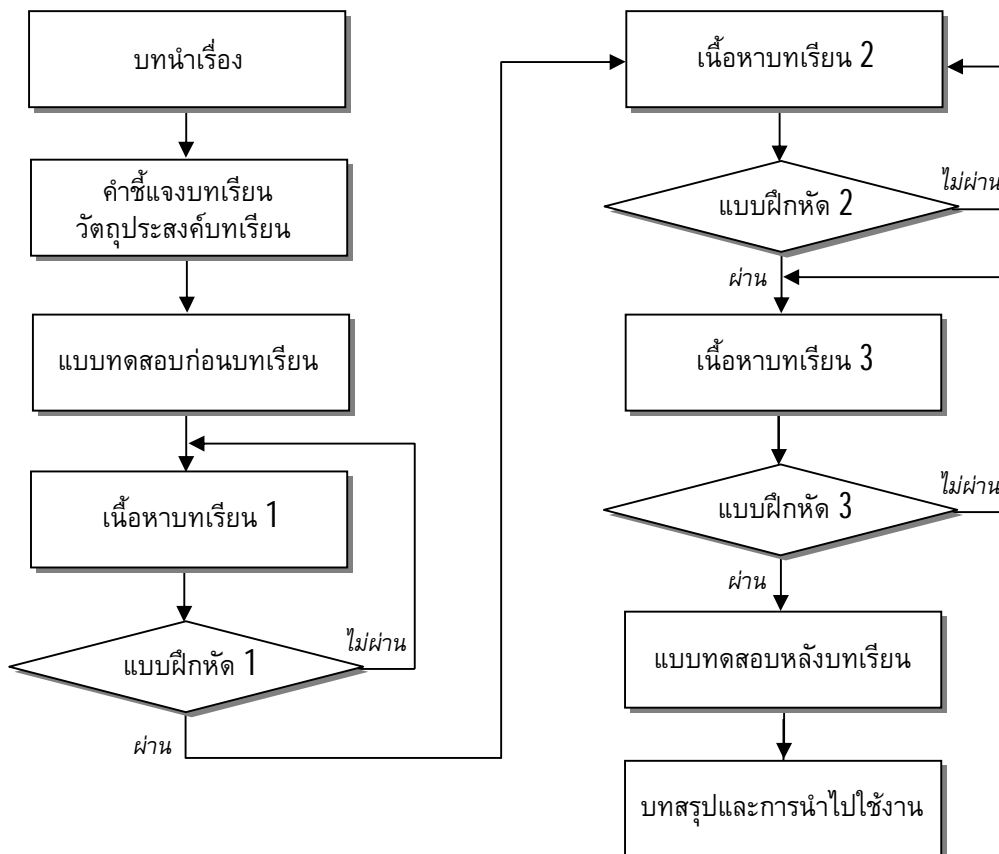 บทนำเรื่อง
คำชี้แจงบทเรียน
วัตถุประสงค์บทเรียน
แบบทดสอบก่อนบทเรียน
เนื้อหาบทเรียน 1
แบบฝึกหัด 1
ไม่ผ่าน
ผ่าน
เนื้อหาบทเรียน 2
แบบฝึกหัด 2
ไม่ผ่าน
ผ่าน
เนื้อหาบทเรียน 3
แบบฝึกหัด 3
ไม่ผ่าน
ผ่าน
แบบทดสอบหลังบทเรียน
บทสรุปและการนำไปใช้งาน